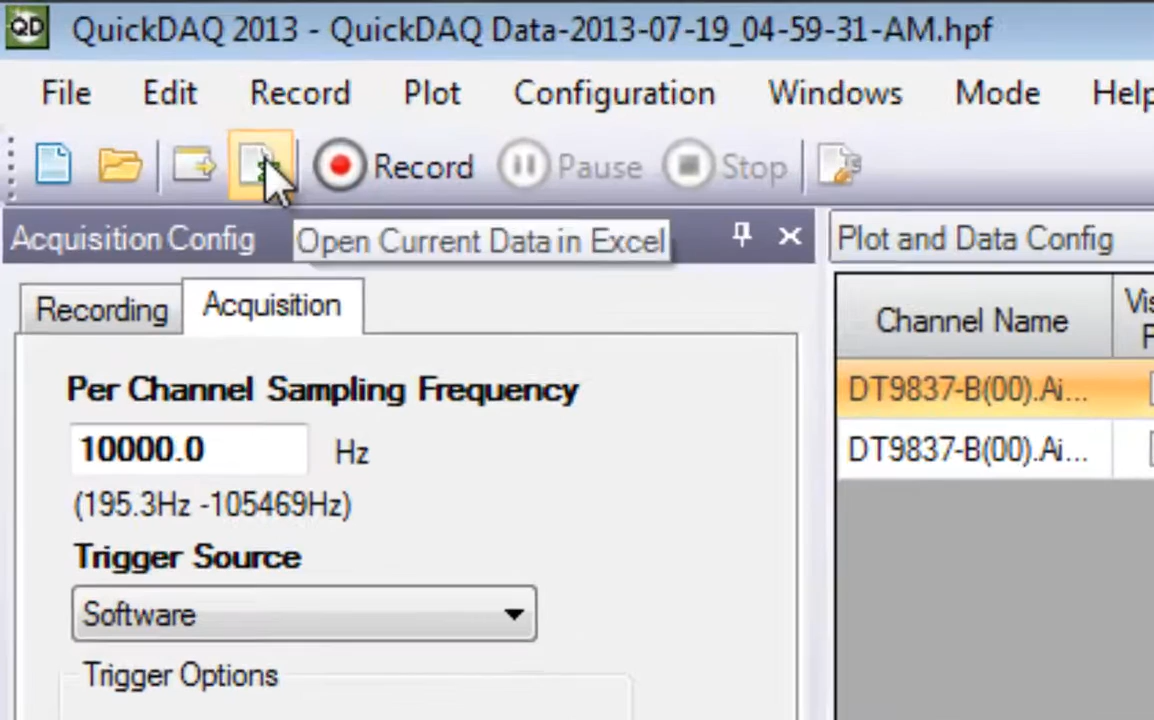 QD QuickDAQ 2013 - QuickDAQ Data-2013-07-19_04-59-31-AM.hpf
File Edit Record Plot Configuration Windows Mode Help
Record Pause Stop
Acquisition Config Open Current Data in Excel Plot and Data Config
Recording Acquisition
Channel Name
Per Channel Sampling Frequency
DT9837-B(00).Ai...
10000.0 Hz
DT9837-B(00).Ai...
(195.3Hz -105469Hz)
Trigger Source
Software
Trigger Options